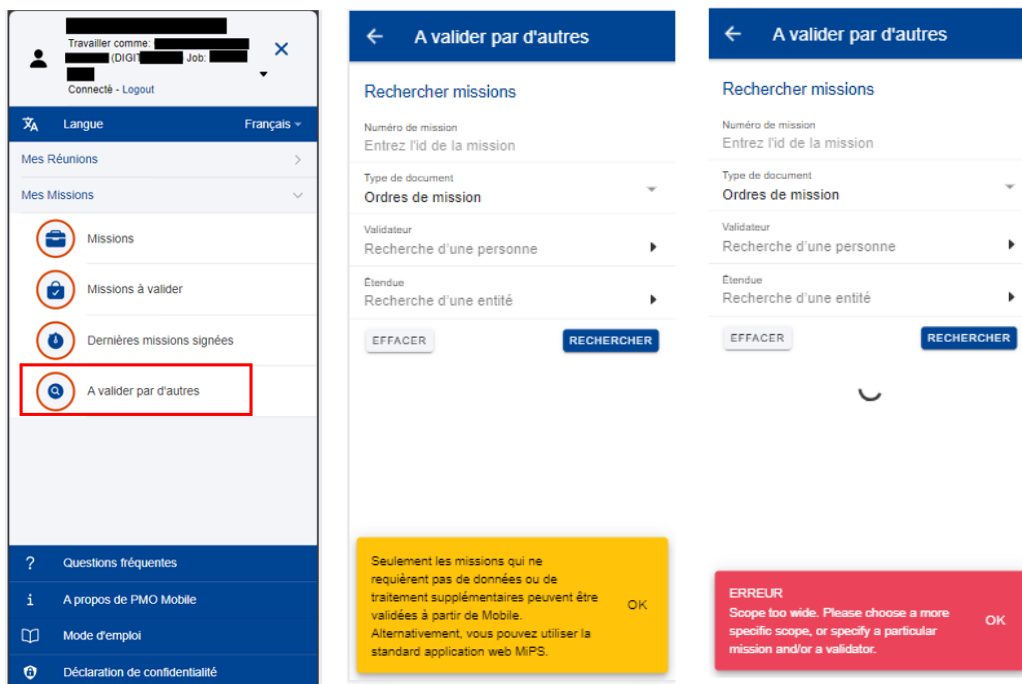 Travailler comme:
(DIGIT Job:
Connecté - Logout
Langue Français
Mes Réunions
Mes Missions
Missions
Missions à valider
Dernières missions signées
A valider par d'autres
? Questions fréquentes
i A propos de PMO Mobile
Mode d'emploi
Déclaration de confidentialité
A valider par d'autres
Rechercher missions
Numéro de mission
Entrez l'id de la mission
Type de document
Ordres de mission
Validateur
Recherche d'une personne
Étendue
Recherche d'une entité
EFFACER RECHERCHER
Seulement les missions qui ne
requièrent pas de données ou de
traitement supplémentaires peuvent être
validées à partir de Mobile.
Alternativement, vous pouvez utiliser la
standard application web MiPS.
OK
A valider par d'autres
Rechercher missions
Numéro de mission
Entrez l'id de la mission
Type de document
Ordres de mission
Validateur
Recherche d'une personne
Étendue
Recherche d'une entité
EFFACER RECHERCHER
ERREUR
Scope too wide. Please choose a more
specific scope, or specify a particular
mission and/or a validator.
OK